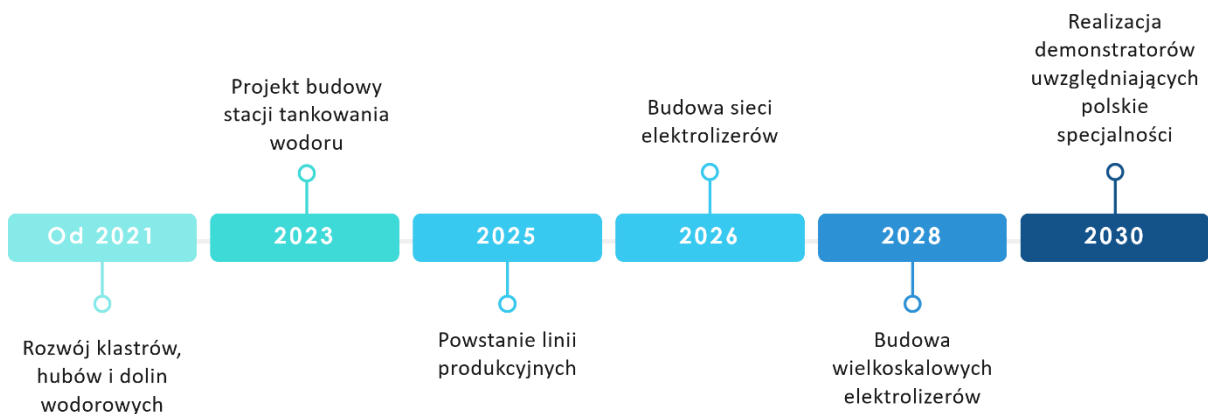 Realizacja
demonstratorów
uwzględniających
polskie
specjalności
Projekt budowy
stacji tankowania
wodoru
Budowa sieci
elektrolizerów
Od 2021
2023
2025
2026
2028
2030
Rozwój klastrów,
hubów i dolin
wodorowych
Powstanie linii
produkcyjnych
Budowa
wielkoskalowych
elektrolizerów